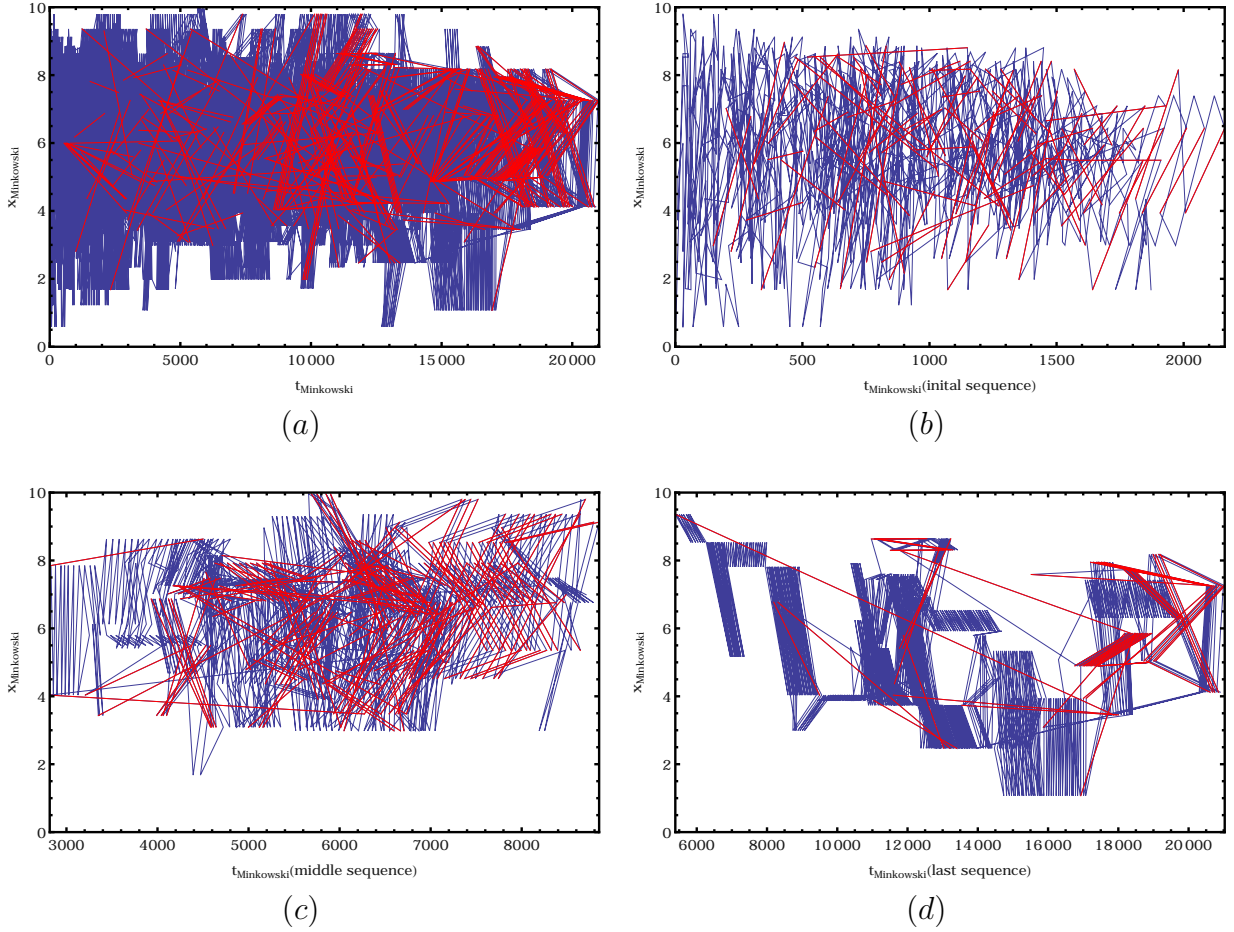 10
8
6
4
2
0
x_Minkowski
0 5000 10000 15000 20000
t_Minkowski
(a)
10
8
6
4
2
0
x_Minkowski
0 500 1000 1500 2000
t_Minkowski(inital sequence)
(b)
10
8
6
4
2
0
x_Minkowski
3000 4000 5000 6000 7000 8000
t_Minkowski(middle sequence)
(c)
10
8
6
4
2
0
x_Minkowski
6000 8000 10000 12000 14000 16000 18000 20000
t_Minkowski(last sequence)
(d)